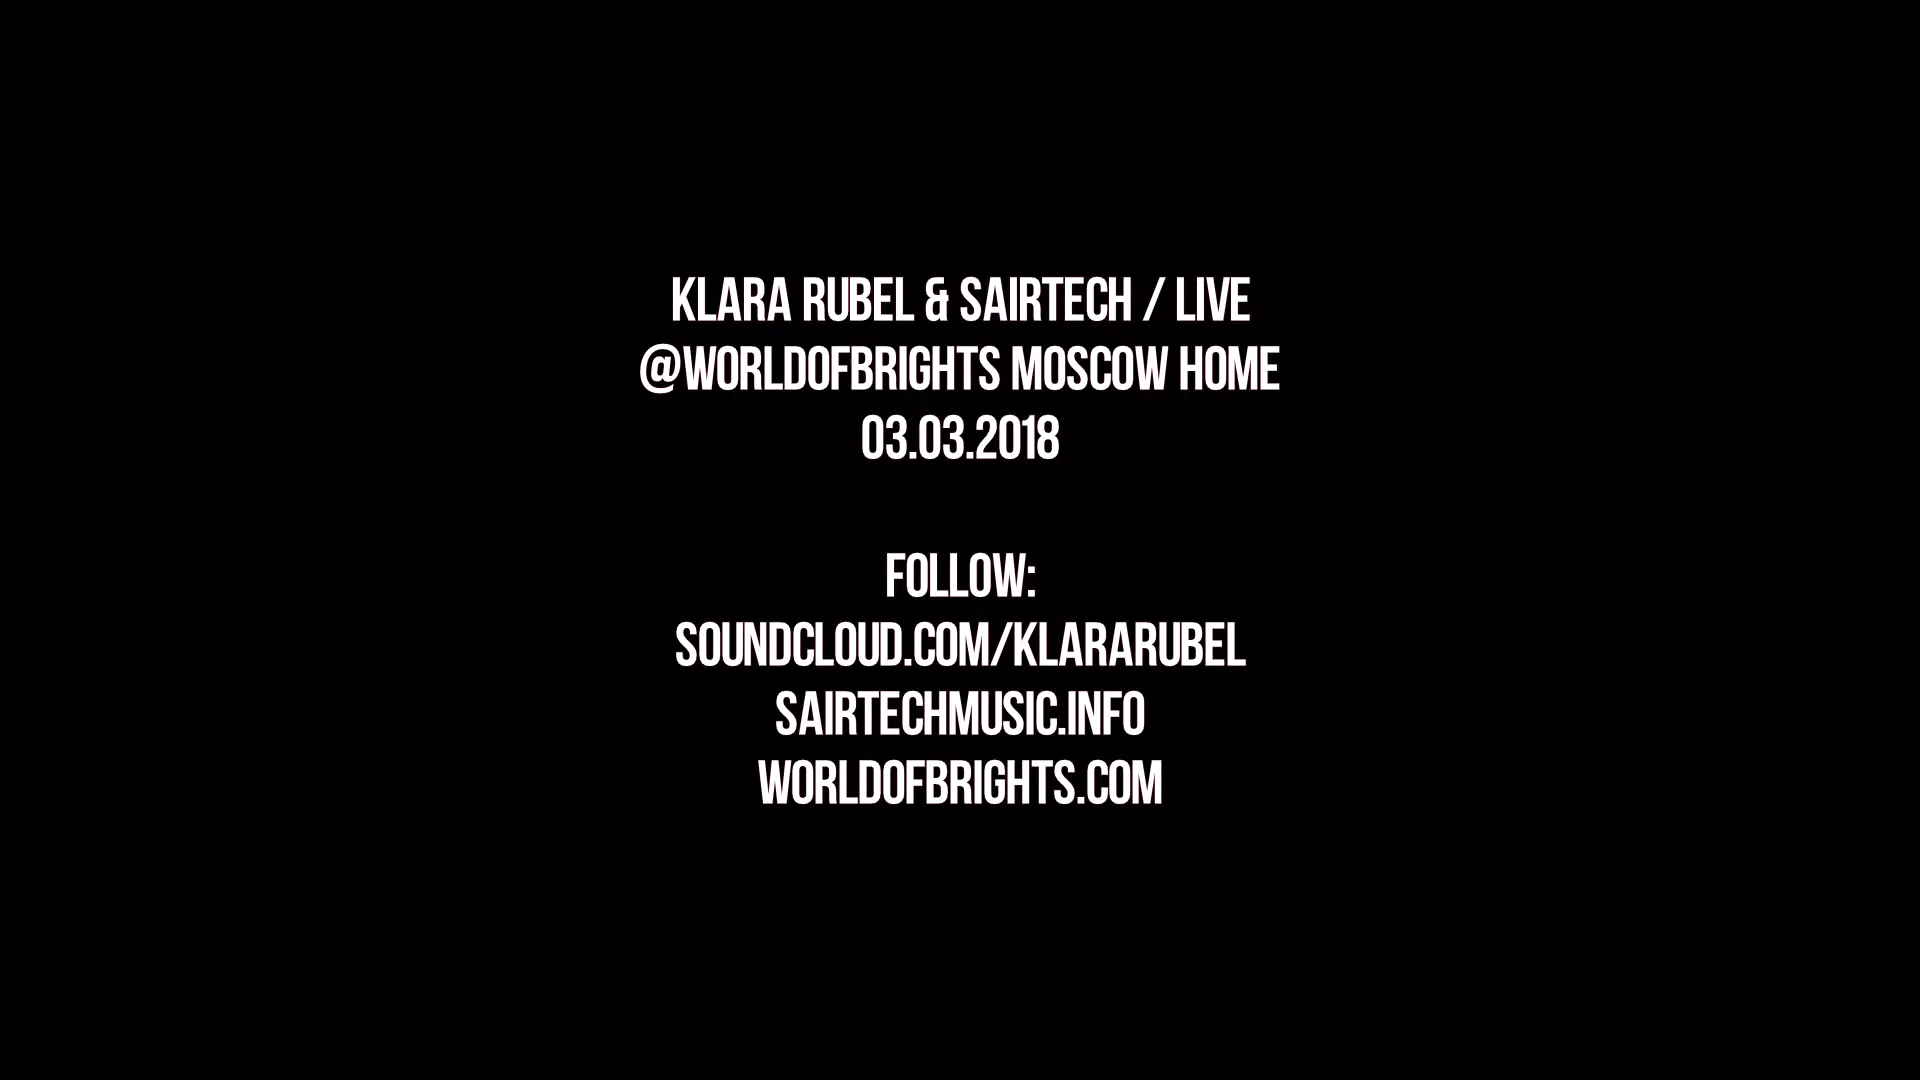 KLARA RUBEL & SAIRTECH / LIVE
@WORLDOFBRIGHTS MOSCOW HOME
03.03.2018
FOLLOW:
SOUNDCLOUD.COM/KLARARUBEL
SAIRTECHMUSIC.INFO
WORLDOFBRIGHTS.COM